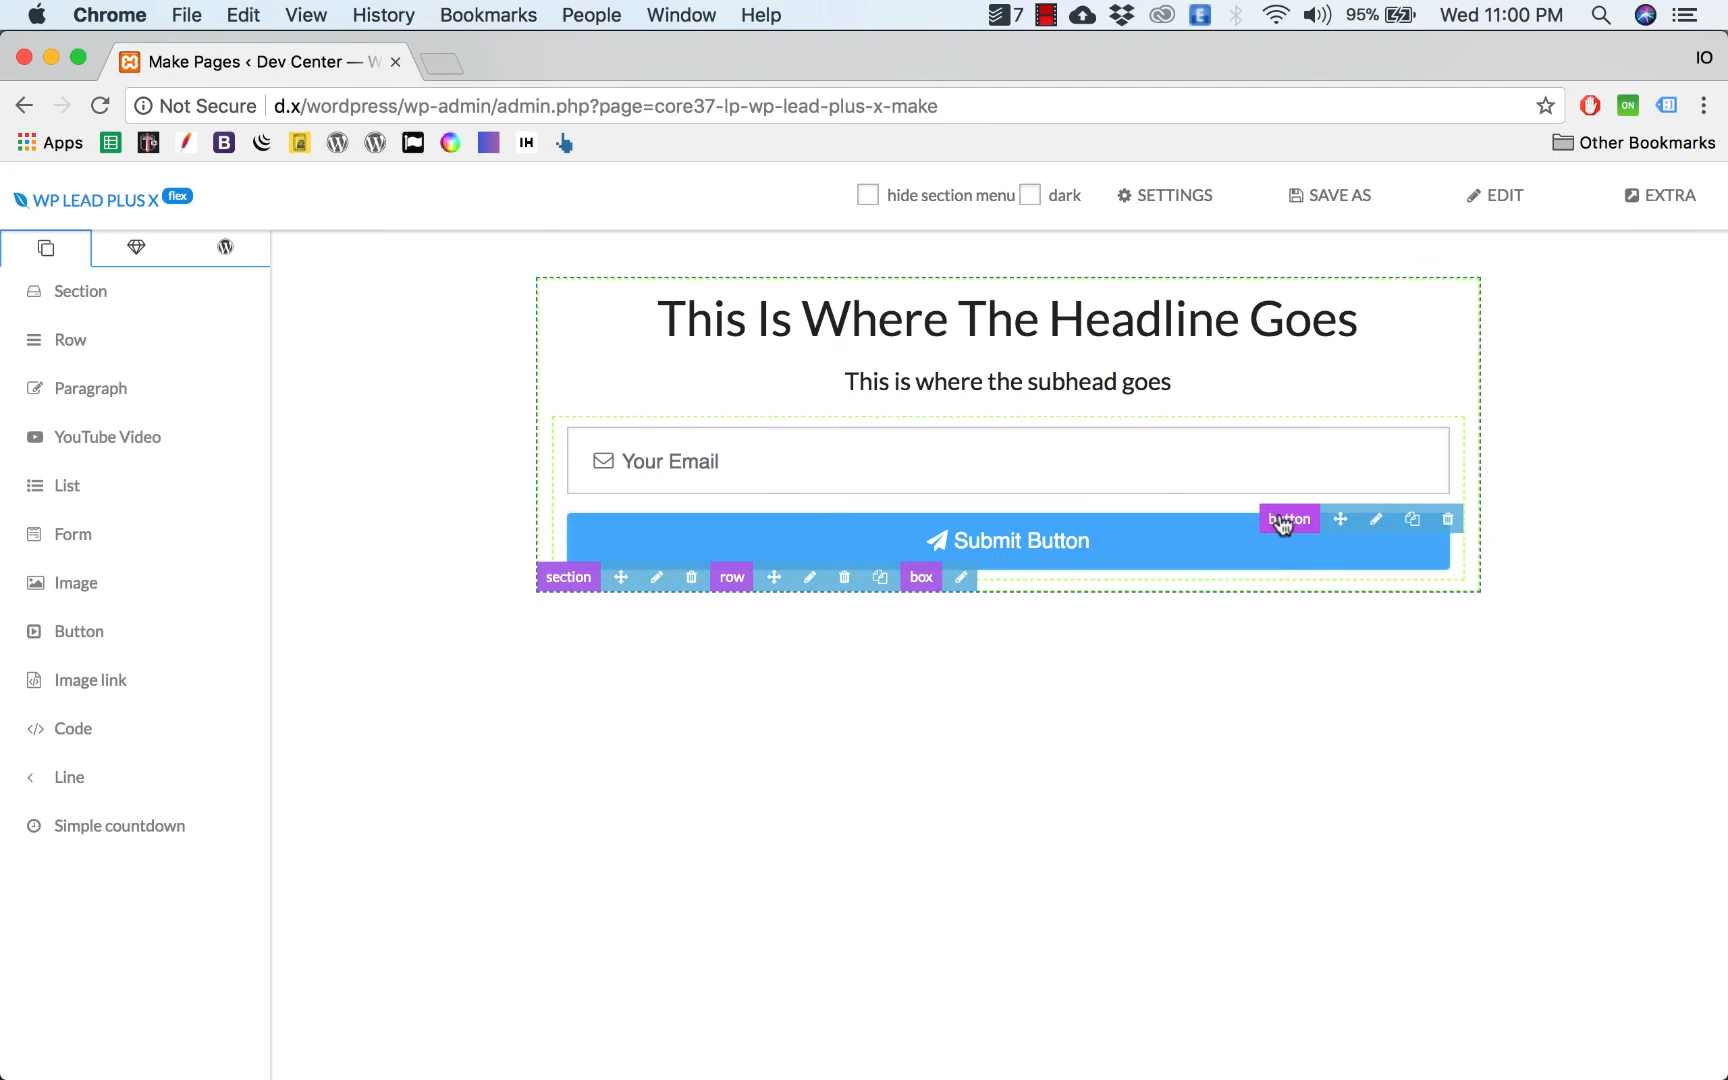 Chrome File Edit View History Bookmarks People Window Help 7 E 95% Wed 11:00 PM
Make Pages ‹ Dev Center — W IO
Not Secure d.x/wordpress/wp-admin/admin.php?page=core37-lp-wp-lead-plus-x-make ON
Apps B IH Other Bookmarks
WP LEAD PLUS X flex hide section menu dark SETTINGS SAVE AS EDIT EXTRA
Section
Row
Paragraph
YouTube Video
List
Form
Image
Button
Image link
Code
Line
Simple countdown
This Is Where The Headline Goes
This is where the subhead goes
Your Email
button
Submit Button
section row box